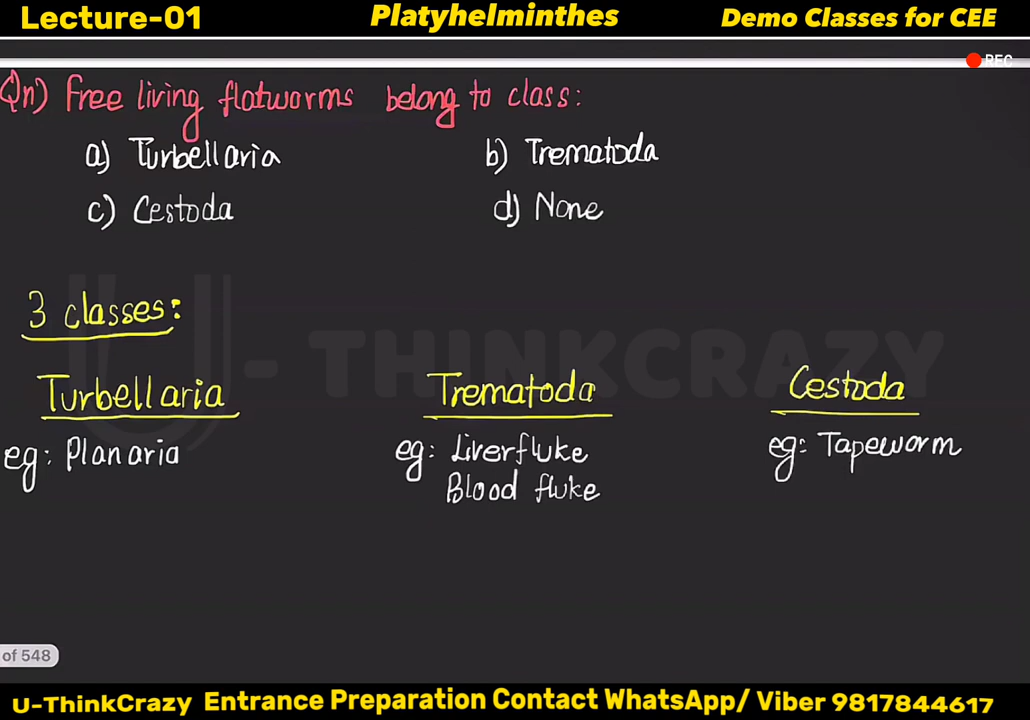 Lecture-01 Platyhelminthes Demo Classes for CEE
REC
Qn) Free living flatworms belong to class:
a) Turbellaria b) Trematoda
c) Cestoda d) None
3 classes:
U - THINKCRAZY
Turbellaria Trematoda Cestoda
eg: Planaria eg: Liverfluke eg: Tapeworm
Blood fluke
of 548
U-ThinkCrazy Entrance Preparation Contact WhatsApp/ Viber 9817844617